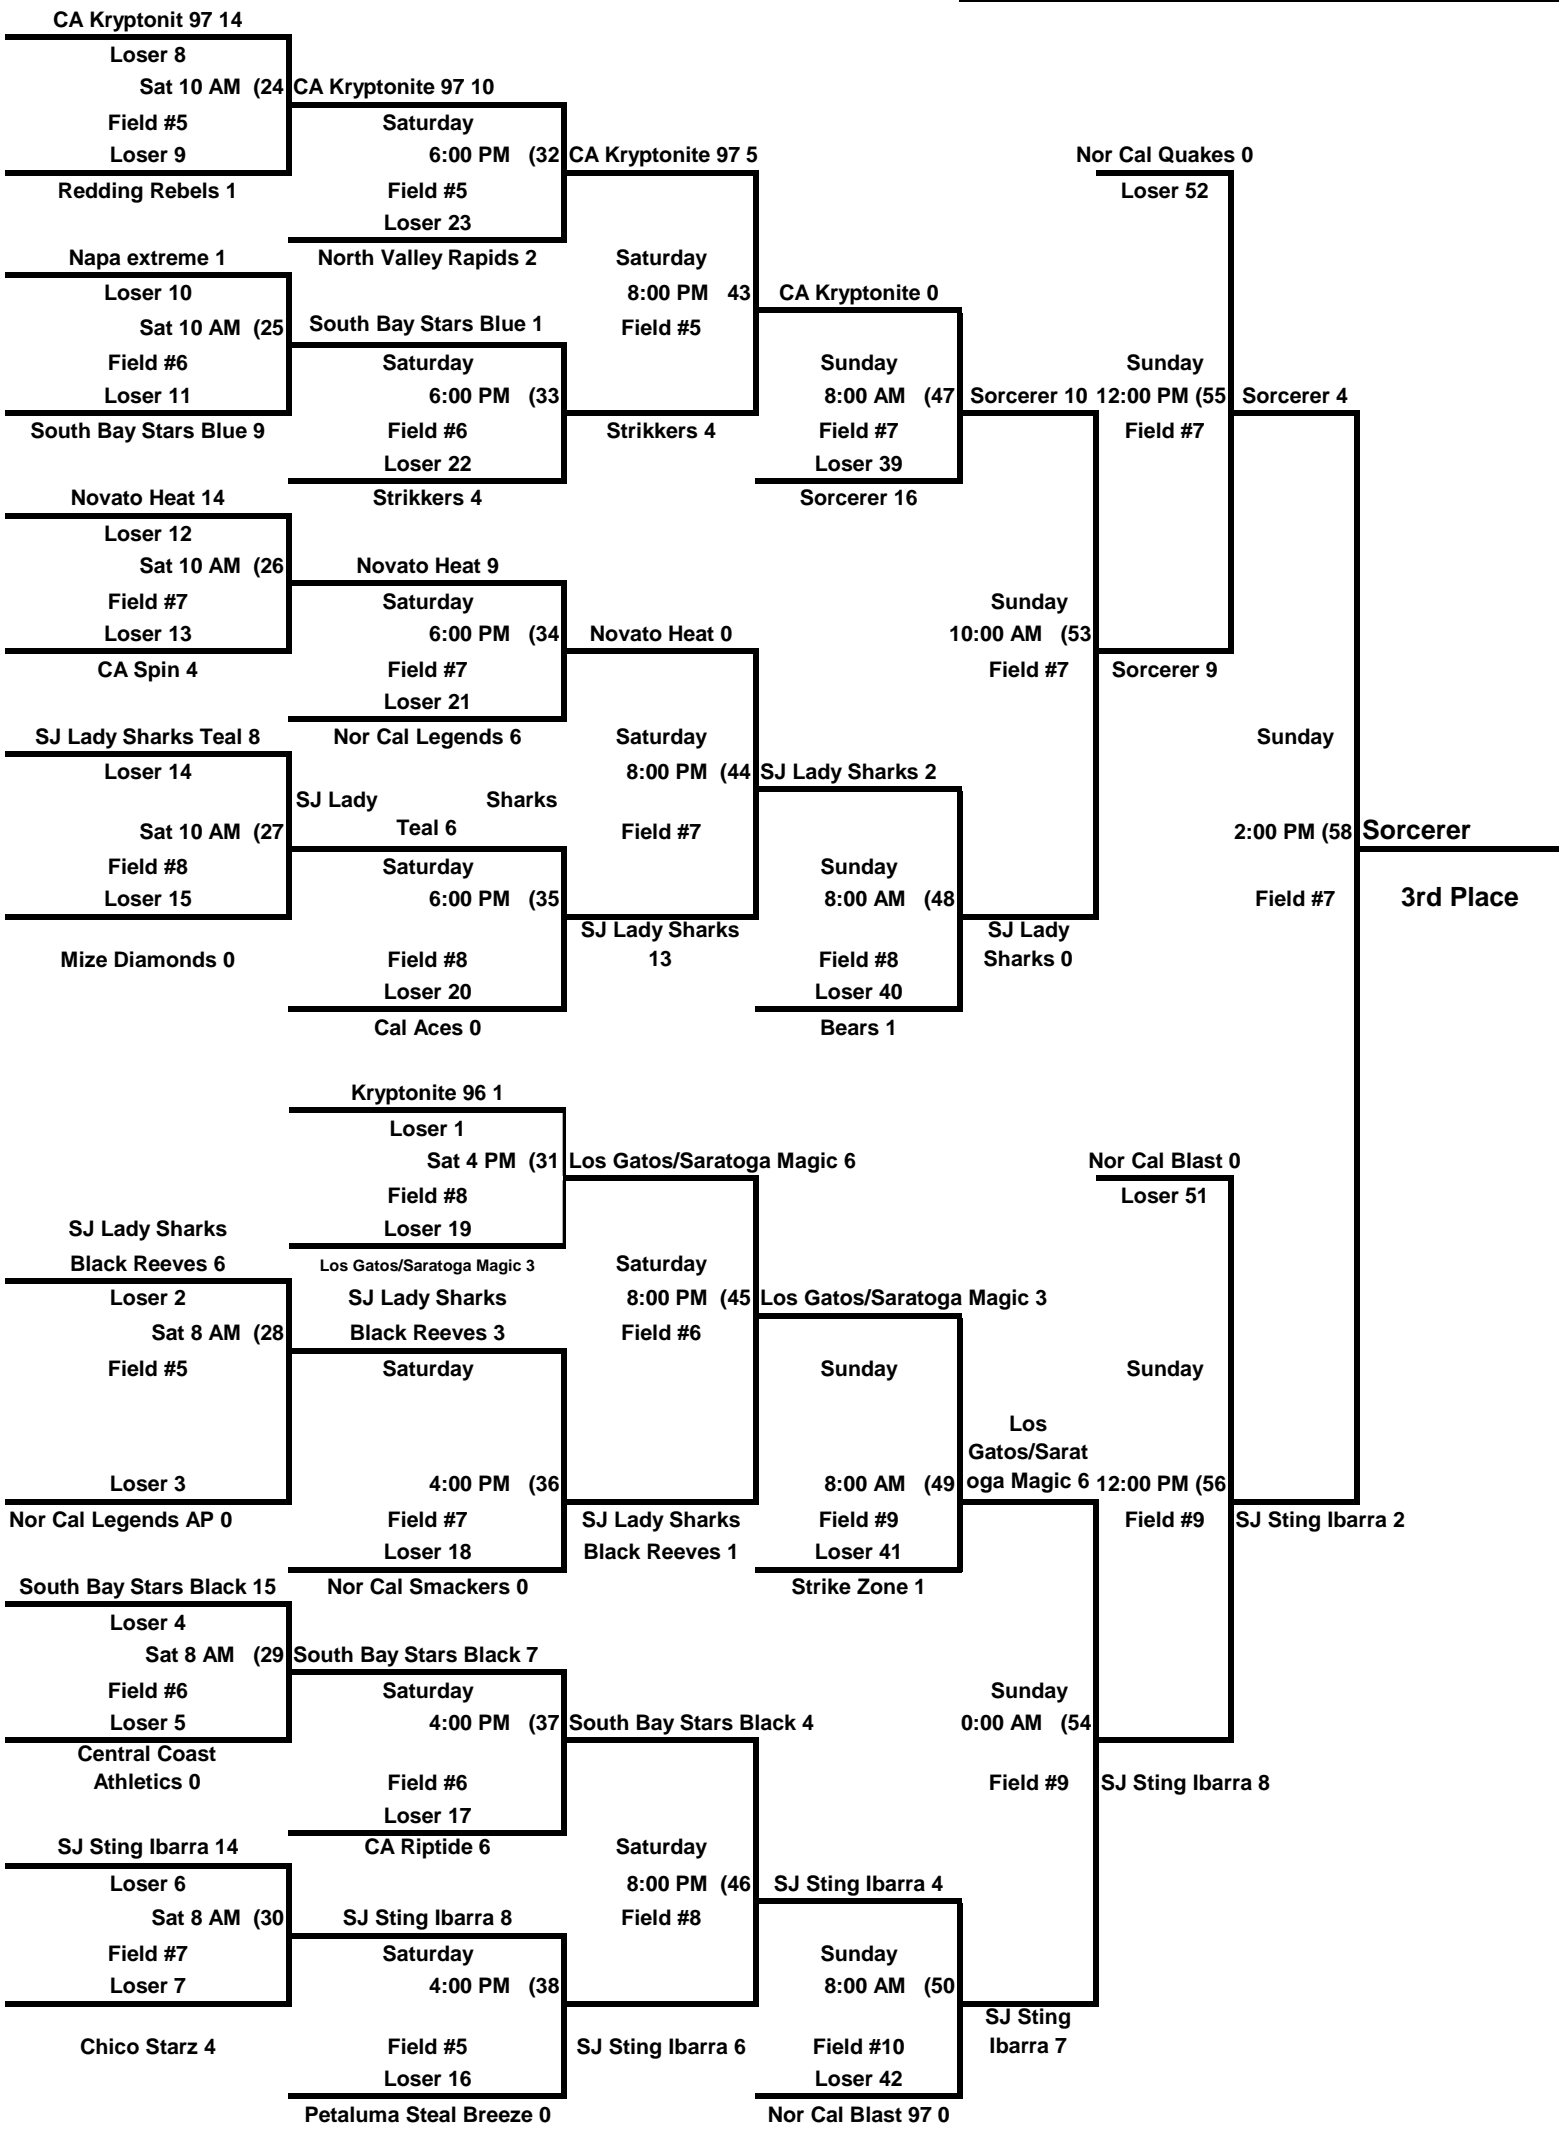 CA Kryptonit 97 14
Loser 8
Sat 10 AM (24
Field #5
Loser 9
Redding Rebels 1
Napa extreme 1
Loser 10
Sat 10 AM (25
Field #6
Loser 11
South Bay Stars Blue 9
Novato Heat 14
Loser 12
Sat 10 AM (26
Field #7
Loser 13
CA Spin 4
SJ Lady Sharks Teal 8
Loser 14
Sat 10 AM (27
Field #8
Loser 15
Mize Diamonds 0
SJ Lady Sharks
Black Reeves 6
Loser 2
Sat 8 AM (28
Field #5
Loser 3
Nor Cal Legends AP 0
South Bay Stars Black 15
Loser 4
Sat 8 AM (29
Field #6
Loser 5
Central Coast
Athletics 0
SJ Sting Ibarra 14
Loser 6
Sat 8 AM (30
Field #7
Loser 7
Chico Starz 4
CA Kryptonite 97 10
Saturday
6:00 PM (32
Field #5
Loser 23
North Valley Rapids 2
South Bay Stars Blue 1
Saturday
6:00 PM (33
Field #6
Loser 22
Strikkers 4
Novato Heat 9
Saturday
6:00 PM (34
Field #7
Loser 21
Nor Cal Legends 6
SJ Lady Sharks
Teal 6
Saturday
6:00 PM (35
Field #8
Loser 20
Cal Aces 0
Kryptonite 96 1
Loser 1
Sat 4 PM (31
Field #8
Loser 19
Los Gatos/Saratoga Magic 3
SJ Lady Sharks
Black Reeves 3
Saturday
4:00 PM (36
Field #7
Loser 18
Nor Cal Smackers 0
South Bay Stars Black 7
Saturday
4:00 PM (37
Field #6
Loser 17
CA Riptide 6
SJ Sting Ibarra 8
Saturday
4:00 PM (38
Field #5
Loser 16
Petaluma Steal Breeze 0
CA Kryptonite 97 5
Saturday
8:00 PM 43
Field #5
Strikkers 4
Novato Heat 0
Saturday
8:00 PM (44
Field #7
SJ Lady Sharks
13
Los Gatos/Saratoga Magic 6
Saturday
8:00 PM (45
Field #6
SJ Lady Sharks
Black Reeves 1
South Bay Stars Black 4
Saturday
8:00 PM (46
Field #8
SJ Sting Ibarra 6
CA Kryptonite 0
Sunday
8:00 AM (47
Field #7
Loser 39
Sorcerer 16
SJ Lady Sharks 2
Sunday
8:00 AM (48
Field #8
Loser 40
Bears 1
Los Gatos/Saratoga Magic 3
Sunday
8:00 AM (49
Field #9
Loser 41
Strike Zone 1
SJ Sting Ibarra 4
Sunday
8:00 AM (50
Field #10
Loser 42
Nor Cal Blast 97 0
Sorcerer 10
Sunday
10:00 AM (53
Field #7
SJ Lady
Sharks 0
Los
Gatos/Sarat
oga Magic 6
Sunday
0:00 AM (54
Field #9
SJ Sting
Ibarra 7
Nor Cal Quakes 0
Loser 52
Sunday
12:00 PM (55
Field #7
Sorcerer 9
Nor Cal Blast 0
Loser 51
Sunday
12:00 PM (56
Field #9
SJ Sting Ibarra 8
Sorcerer 4
Sunday
2:00 PM (58
Field #7
SJ Sting Ibarra 2
Sorcerer
3rd Place